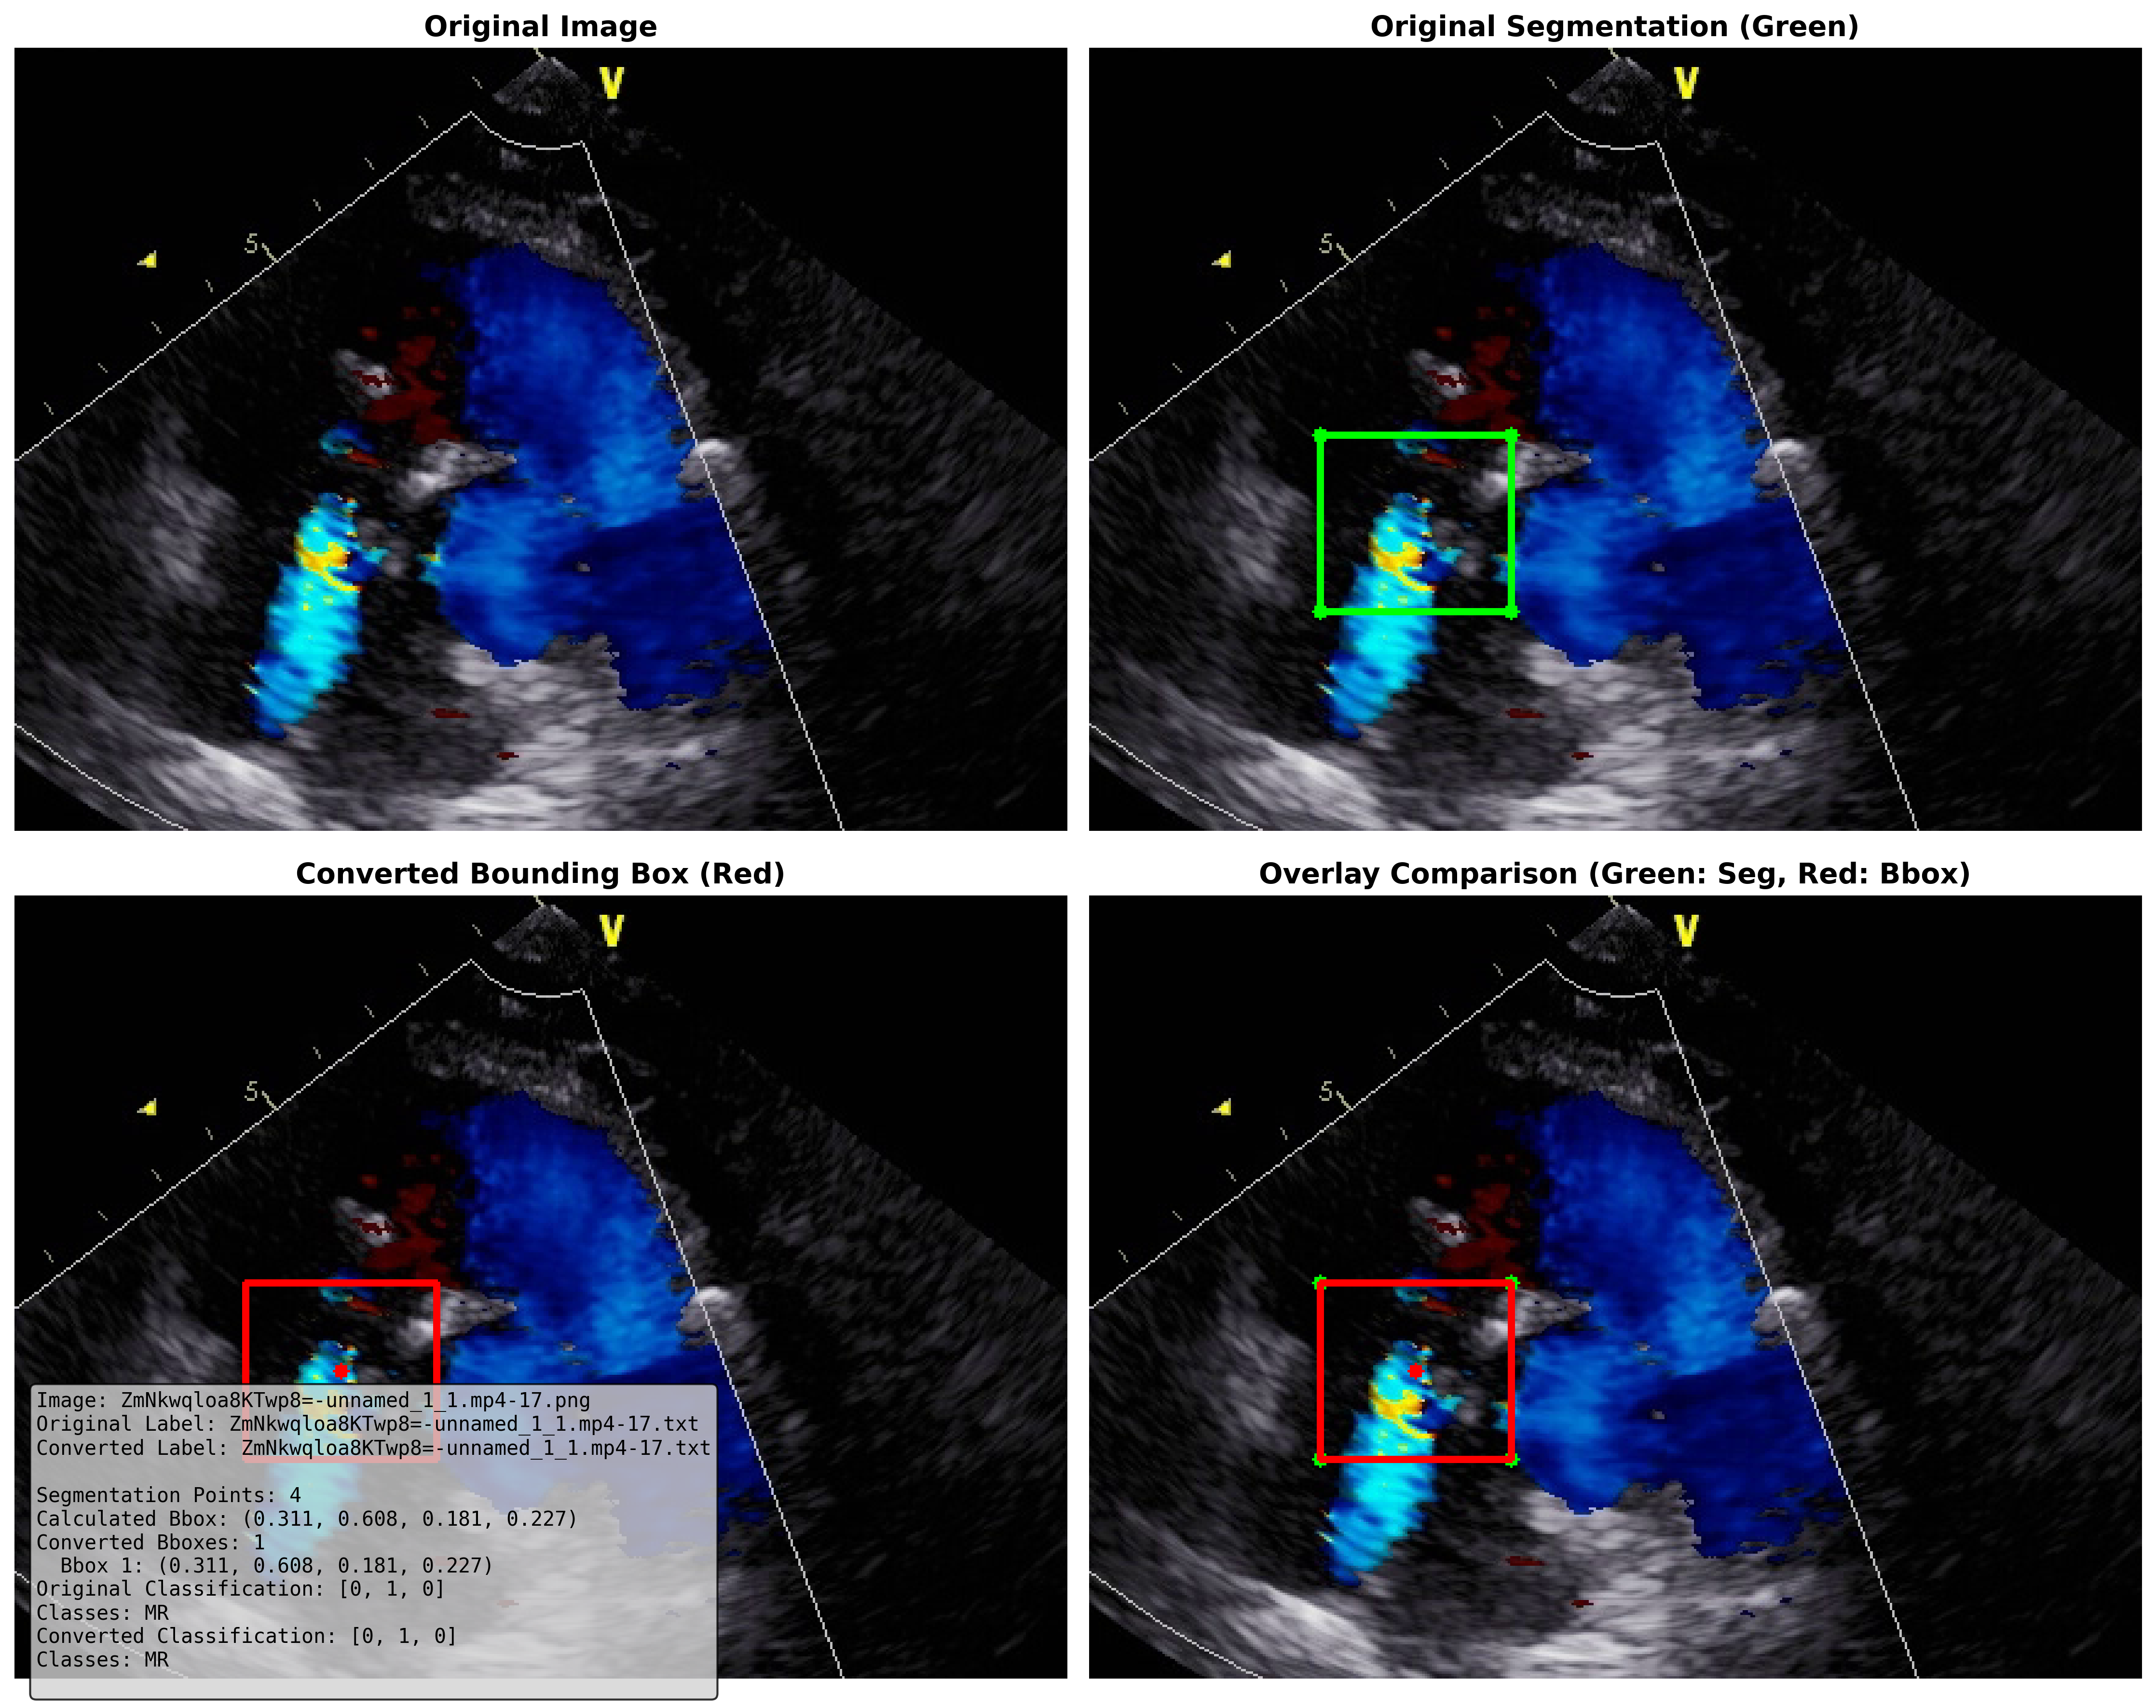 Original Image
Original Segmentation (Green)
V
5
V
5
Converted Bounding Box (Red)
Overlay Comparison (Green: Seg, Red: Bbox)
V
5
V
5
Image: ZmNkwqloa8KTwp8=-unnamed_1_1.mp4-17.png
Original Label: ZmNkwqloa8KTwp8=-unnamed_1_1.mp4-17.txt
Converted Label: ZmNkwqloa8KTwp8=-unnamed_1_1.mp4-17.txt
Segmentation Points: 4
Calculated Bbox: (0.311, 0.608, 0.181, 0.227)
Converted Bboxes: 1
Bbox 1: (0.311, 0.608, 0.181, 0.227)
Original Classification: [0, 1, 0]
Classes: MR
Converted Classification: [0, 1, 0]
Classes: MR